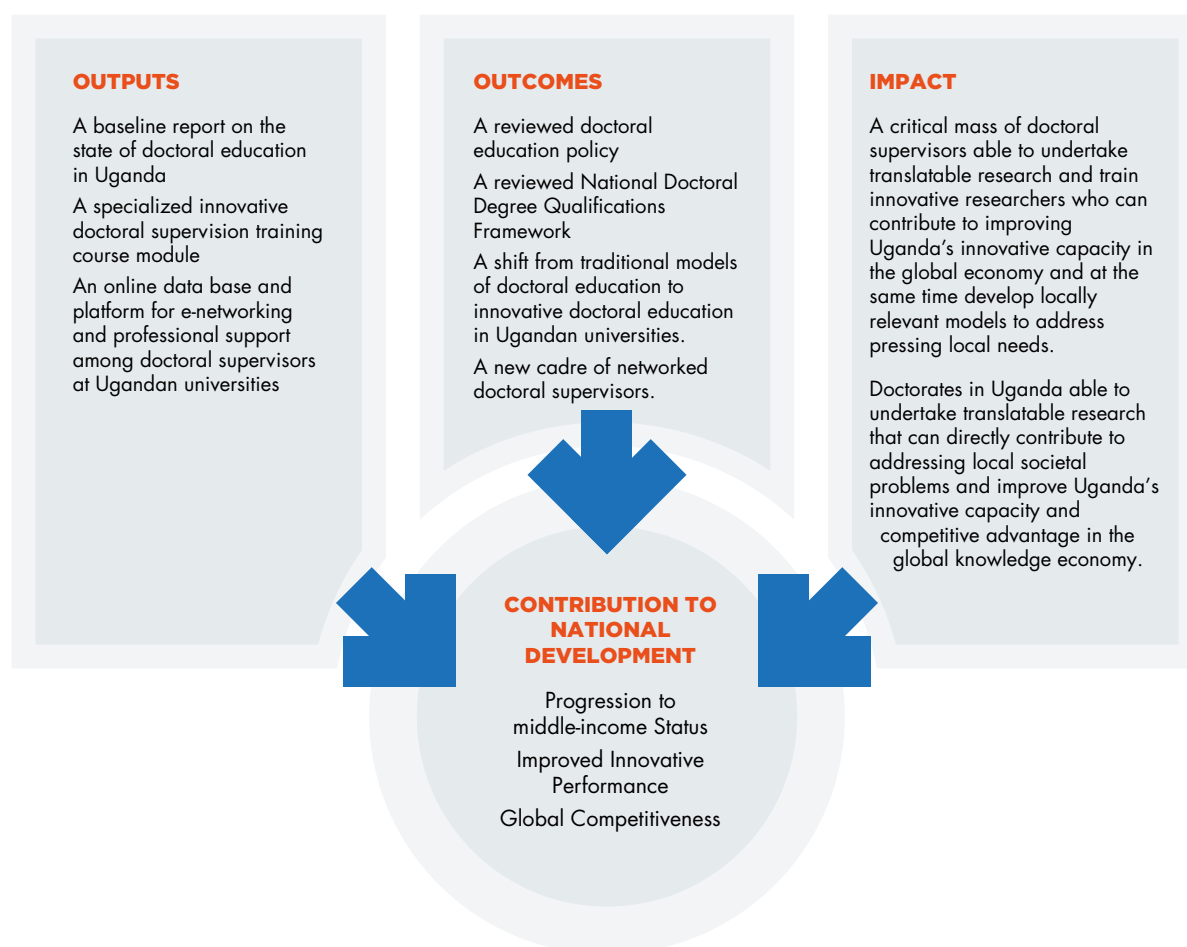 OUTPUTS
A baseline report on the
state of doctoral education
in Uganda
A specialized innovative
doctoral supervision training
course module
An online data base and
platform for e-networking
and professional support
among doctoral supervisors
at Ugandan universities
OUTCOMES
A reviewed doctoral
education policy
A reviewed National Doctoral
Degree Qualifications
Framework
A shift from traditional models
of doctoral education to
innovative doctoral education
in Ugandan universities.
A new cadre of networked
doctoral supervisors.
IMPACT
A critical mass of doctoral
supervisors able to undertake
translatable research and train
innovative researchers who can
contribute to improving
Uganda’s innovative capacity in
the global economy and at the
same time develop locally
relevant models to address
pressing local needs.
Doctorates in Uganda able to
undertake translatable research
that can directly contribute to
addressing local societal
problems and improve Uganda’s
innovative capacity and
competitive advantage in the
global knowledge economy.
CONTRIBUTION TO
NATIONAL
DEVELOPMENT
Progression to
middle-income Status
Improved Innovative
Performance
Global Competitiveness